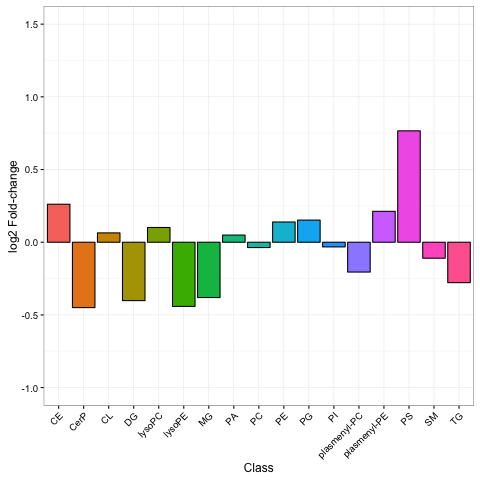 1.5
1.0
0.5
0.0
-0.5
-1.0
log2 Fold-change
CE
CerP
CL
DG
lysoPC
lysoPE
MG
PA
PC
PE
PG
PI
plasmenyl-PC
plasmenyl-PE
PS
SM
TG
Class